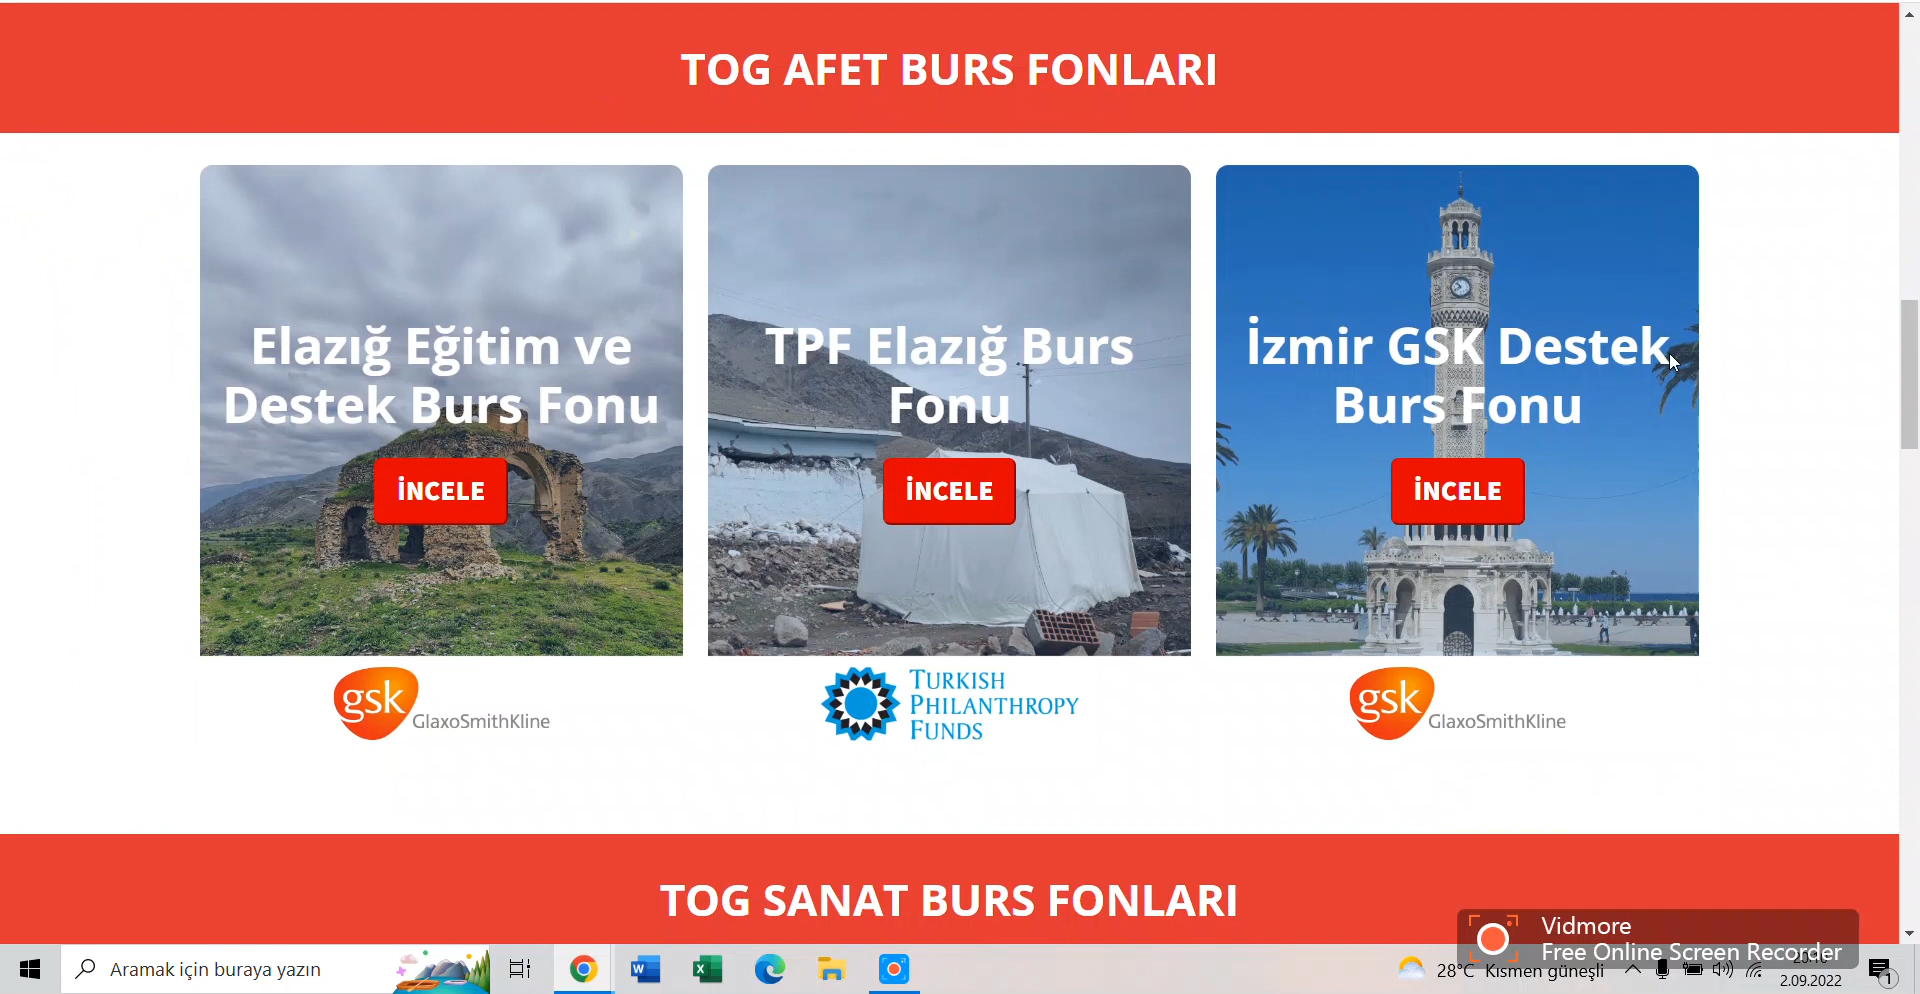 TOG AFET BURS FONLARI
Elazığ Eğitim ve
Destek Burs Fonu
İNCELE
TPF Elazığ Burs
Fonu
İNCELE
İzmir GSK Destek
Burs Fonu
İNCELE
gsk
GlaxoSmithKline
TURKISH
PHILANTHROPY
FUNDS
gsk
GlaxoSmithKline
TOG SANAT BURS FONLARI
Vidmore
Free Online Screen Recorder
Aramak için buraya yazın
28°C Kısmen güneşli
2.09.2022
1